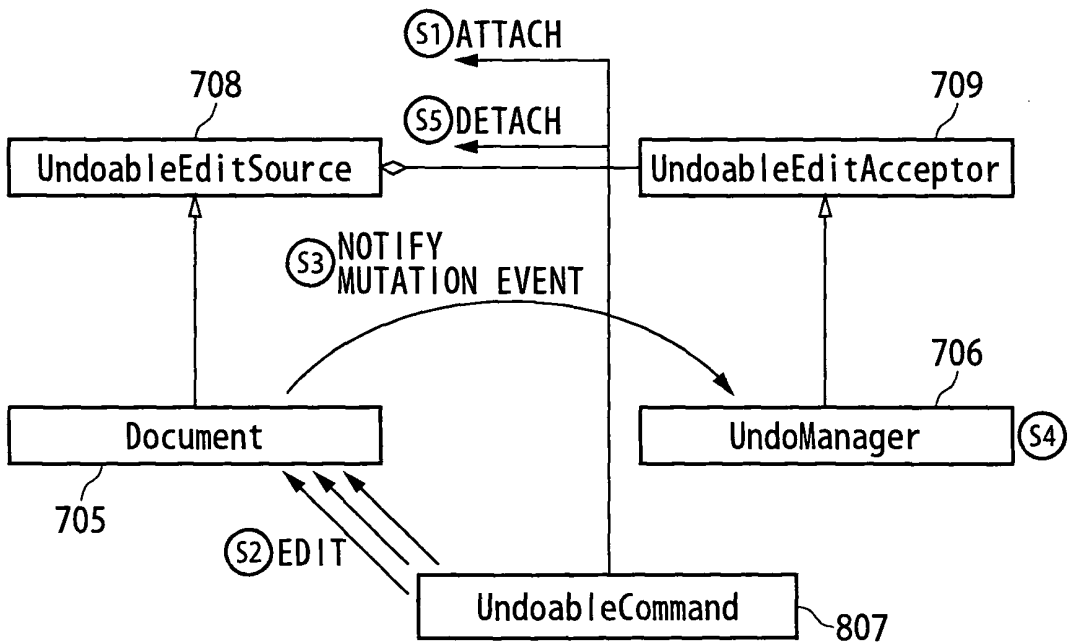 S1 ATTACH
708
709
S5 DETACH
UndoableEditSource
UndoableEditAcceptor
S3 NOTIFY
MUTATION EVENT
706
Document
UndoManager
S4
705
S2 EDIT
UndoableCommand
807